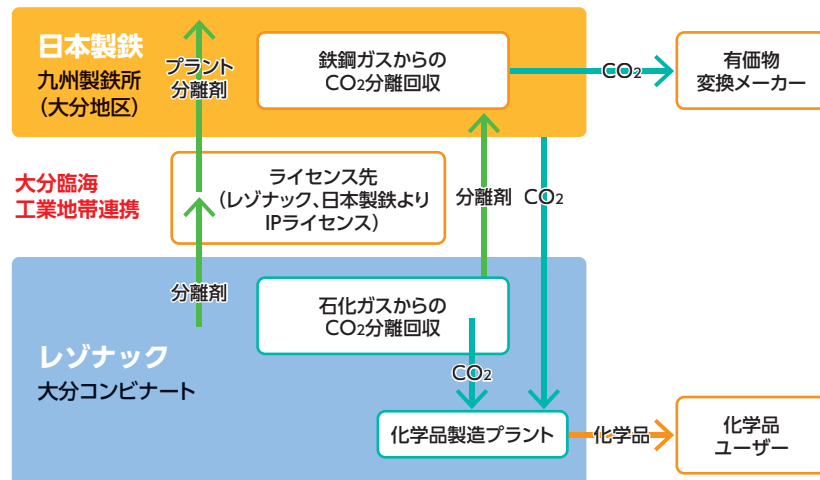 日本製鉄
九州製鉄所
(大分地区)
プラント
分離剤
鉄鋼ガスからの
CO₂分離回収
CO₂
有価物
変換メーカー
大分臨海
工業地帯連携
ライセンス先
(レゾナック、日本製鉄より
IPライセンス)
分離剤
CO₂
分離剤
石化ガスからの
CO₂分離回収
レゾナック
大分コンビナート
CO₂
化学品製造プラント
化学品
化学品
ユーザー